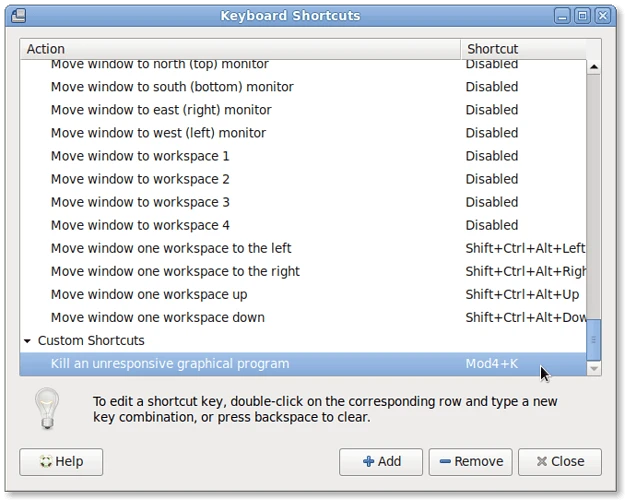 Keyboard Shortcuts
Action Shortcut
Move window to north (top) monitor Disabled
Move window to south (bottom) monitor Disabled
Move window to east (right) monitor Disabled
Move window to west (left) monitor Disabled
Move window to workspace 1 Disabled
Move window to workspace 2 Disabled
Move window to workspace 3 Disabled
Move window to workspace 4 Disabled
Move window one workspace to the left Shift+Ctrl+Alt+Left
Move window one workspace to the right Shift+Ctrl+Alt+Righ
Move window one workspace up Shift+Ctrl+Alt+Up
Move window one workspace down Shift+Ctrl+Alt+Dow
Custom Shortcuts
Kill an unresponsive graphical program Mod4+K
To edit a shortcut key, double-click on the corresponding row and type a new
key combination, or press backspace to clear.
Help Add Remove Close